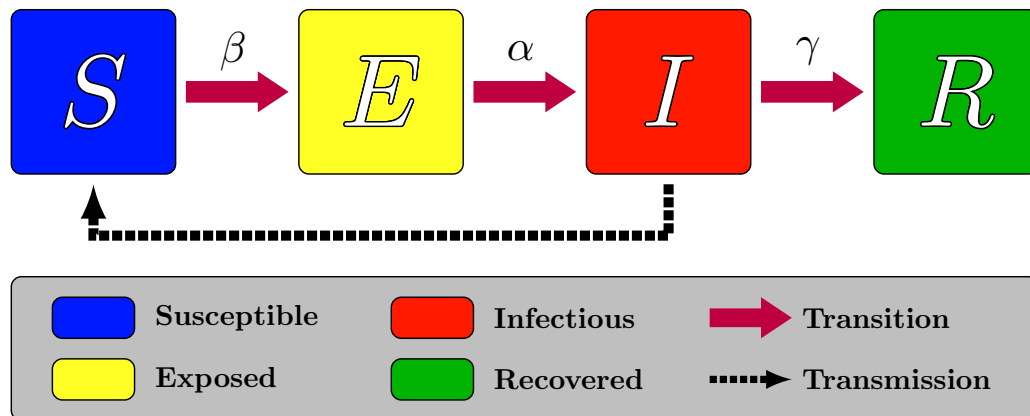 β α γ
S E I R
Susceptible Infectious Transition
Exposed Recovered Transmission